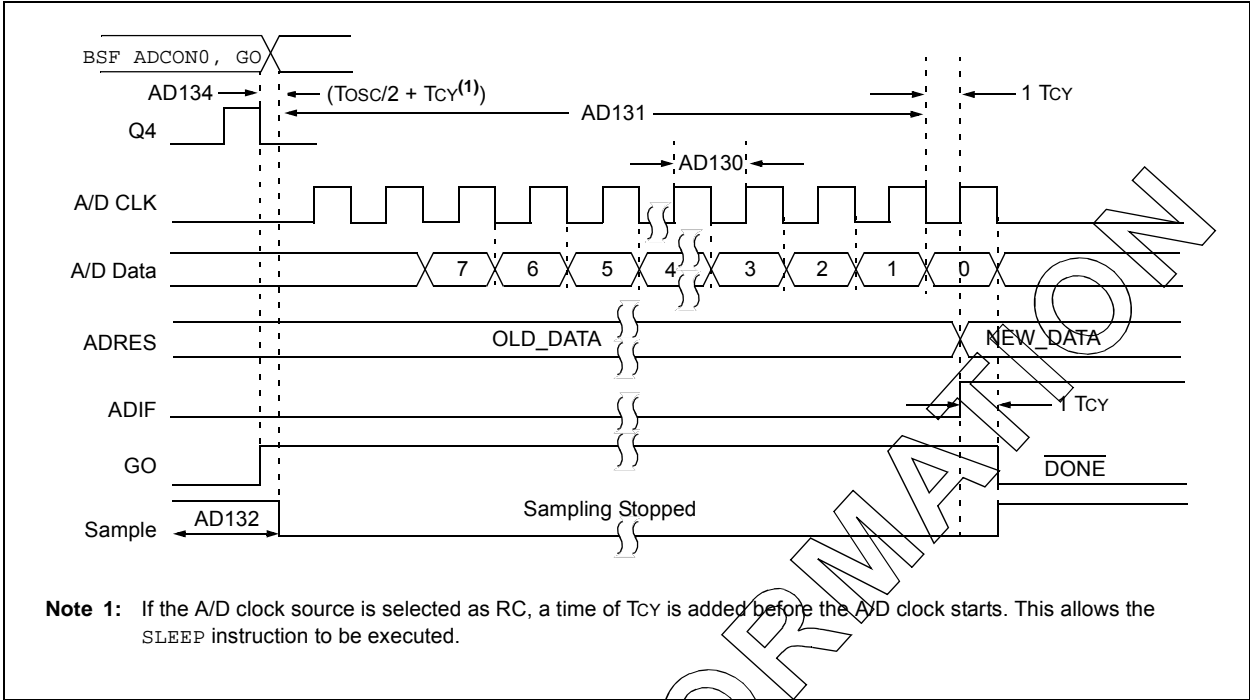 BSF ADCON0, GO
AD134 (TOSC/2 + TCY(1)) 1 TCY
AD131
Q4
AD130
A/D CLK
A/D Data 7 6 5 4 3 2 1 0
ADRES OLD_DATA NEW_DATA
ADIF 1 TCY
GO DONE
Sample AD132 Sampling Stopped
Note 1: If the A/D clock source is selected as RC, a time of TCY is added before the A/D clock starts. This allows the
SLEEP instruction to be executed.
ORMATION